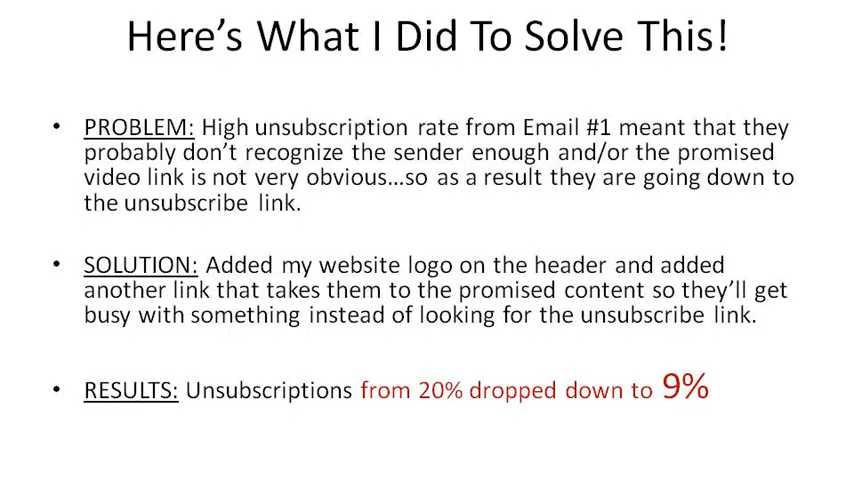 Here’s What I Did To Solve This!
• PROBLEM: High unsubscription rate from Email #1 meant that they
probably don’t recognize the sender enough and/or the promised
video link is not very obvious…so as a result they are going down to
the unsubscribe link.
• SOLUTION: Added my website logo on the header and added
another link that takes them to the promised content so they’ll get
busy with something instead of looking for the unsubscribe link.
• RESULTS: Unsubscriptions from 20% dropped down to 9%